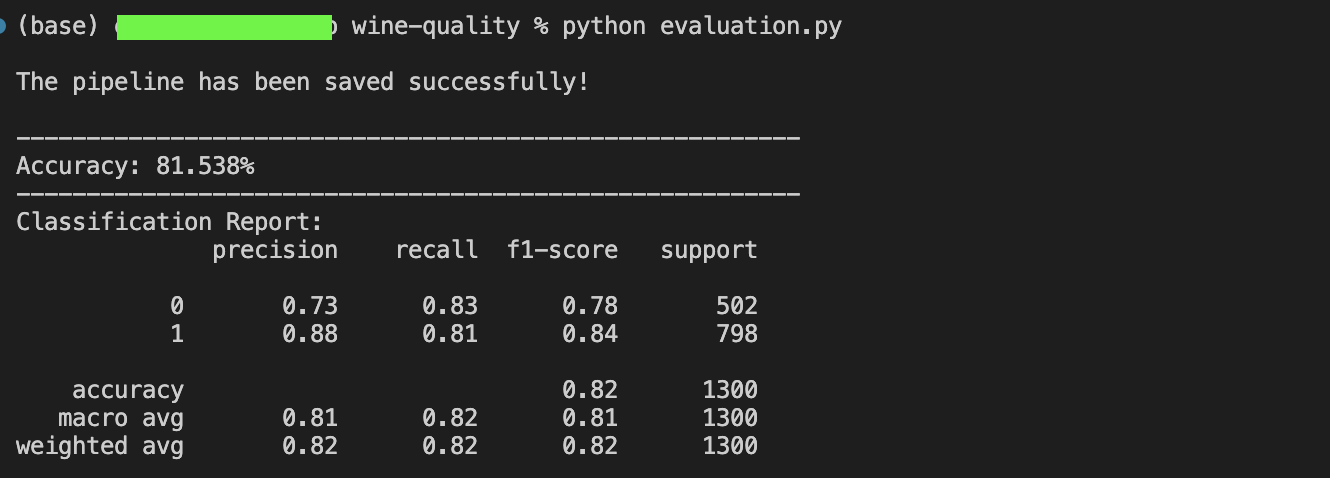 (base) wine-quality % python evaluation.py
The pipeline has been saved successfully!
--------------------------------------------------------
Accuracy: 81.538%
--------------------------------------------------------
Classification Report:
precision recall f1-score support
0 0.73 0.83 0.78 502
1 0.88 0.81 0.84 798
accuracy 0.82 1300
macro avg 0.81 0.82 0.81 1300
weighted avg 0.82 0.82 0.82 1300